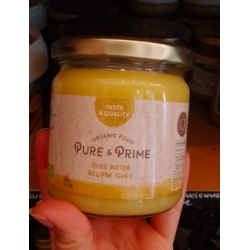 TASTE
& QUALITY
ORGANIC FOOD
PURE & PRIME
GHEE BOTER
BEURRE GHEE